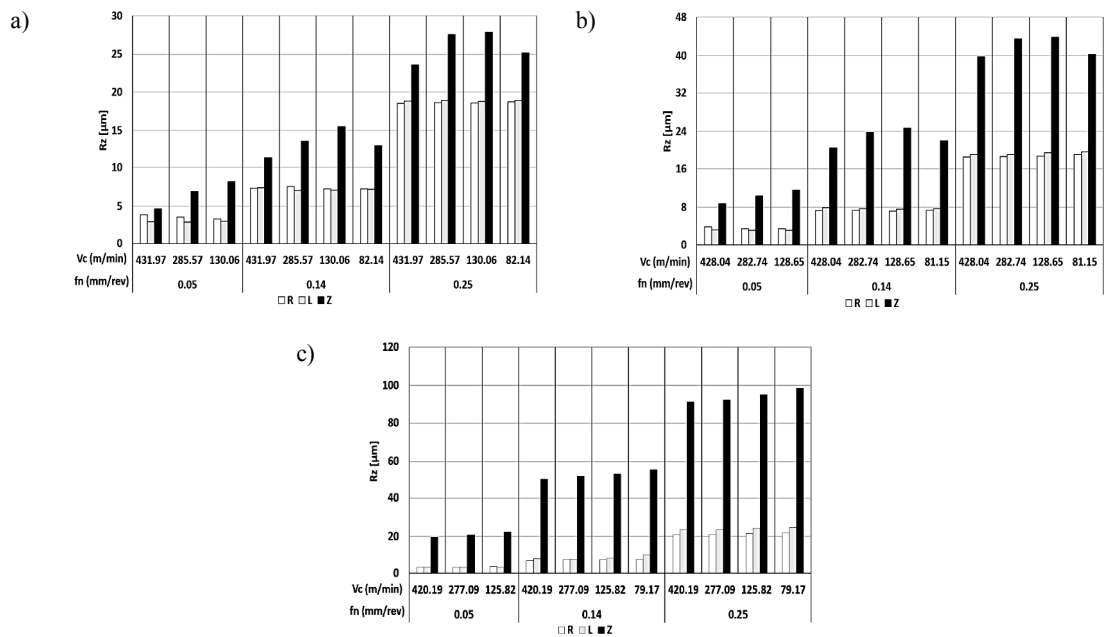 a)
30
25
20
15
10
5
0
Rz [µm]
Vc (m/min) 431.97 285.57 130.06 431.97 285.57 130.06 82.14 431.97 285.57 130.06 82.14
fn (mm/rev) 0.05 0.14 0.25
R L Z
b)
48
40
32
24
16
8
0
Rz [µm]
Vc (m/min) 428.04 282.74 128.65 428.04 282.74 128.65 81.15 428.04 282.74 128.65 81.15
fn (mm/rev) 0.05 0.14 0.25
R L Z
c)
120
100
80
60
40
20
0
Rz [µm]
Vc (m/min) 420.19 277.09 125.82 420.19 277.09 125.82 79.17 420.19 277.09 125.82 79.17
fn (mm/rev) 0.05 0.14 0.25
R L Z